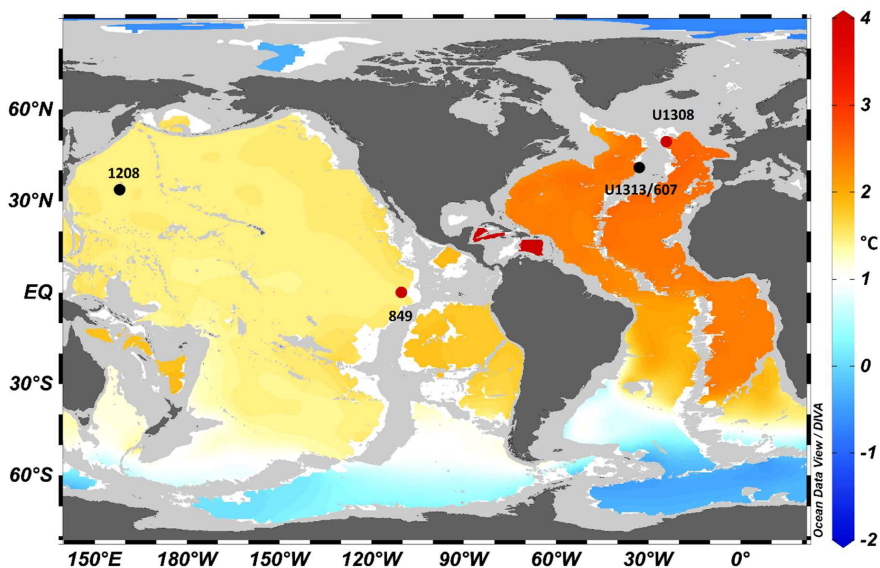 60°N
30°N
EQ
30°S
60°S
1208
849
U1308
U1313/607
150°E 180°W 150°W 120°W 90°W 60°W 30°W 0°
4
3
2
°C
1
0
-1
-2
Ocean Data View / DIVA